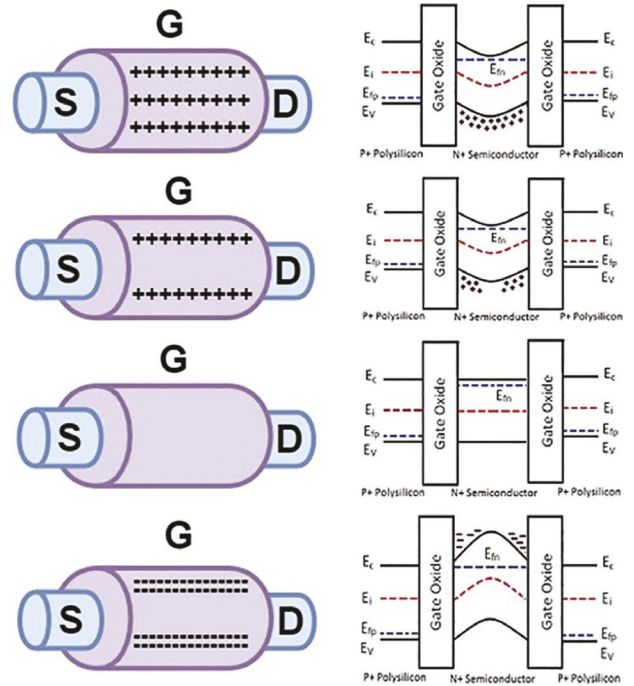 G
S
+++++++++
+++++++++
+++++++++
D
Ec
Ei
Efp
EV
Gate Oxide
Efn
Gate Oxide
Ec
Ei
Efp
EV
P+ Polysilicon N+ Semiconductor P+ Polysilicon
G
S
+++++++++
+++++++++
D
Ec
Ei
Efp
EV
Gate Oxide
Efn
Gate Oxide
Ec
Ei
Efp
EV
P+ Polysilicon N+ Semiconductor P+ Polysilicon
G
S
D
Ec
Ei
Efp
EV
Gate Oxide
Efn
Gate Oxide
Ec
Ei
Efp
EV
P+ Polysilicon N+ Semiconductor P+ Polysilicon
G
S
D
Ec
Ei
Efp
EV
Gate Oxide
Efn
Gate Oxide
Ec
Ei
Efp
EV
P+ Polysilicon N+ Semiconductor P+ Polysilicon